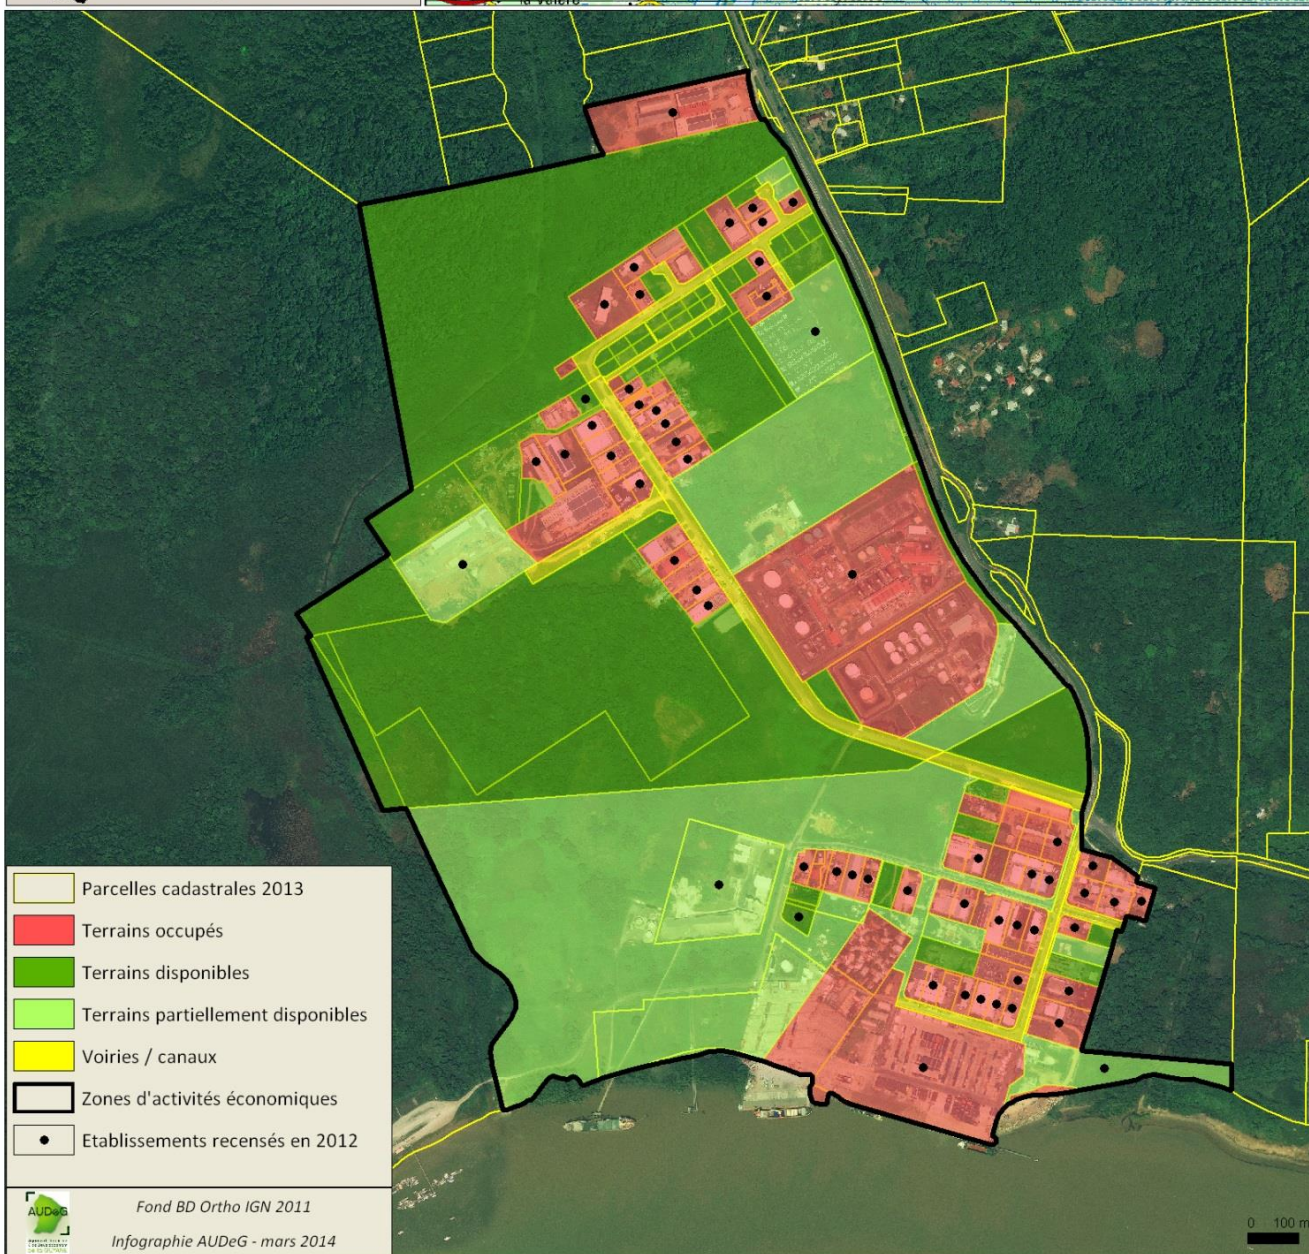 Parcelles cadastrales 2013
Terrains occupés
Terrains disponibles
Terrains partiellement disponibles
Voiries / canaux
Zones d'activités économiques
Etablissements recensés en 2012
AUDeG
Fond BD Ortho IGN 2011
Infographie AUDeG - mars 2014
0 100 m